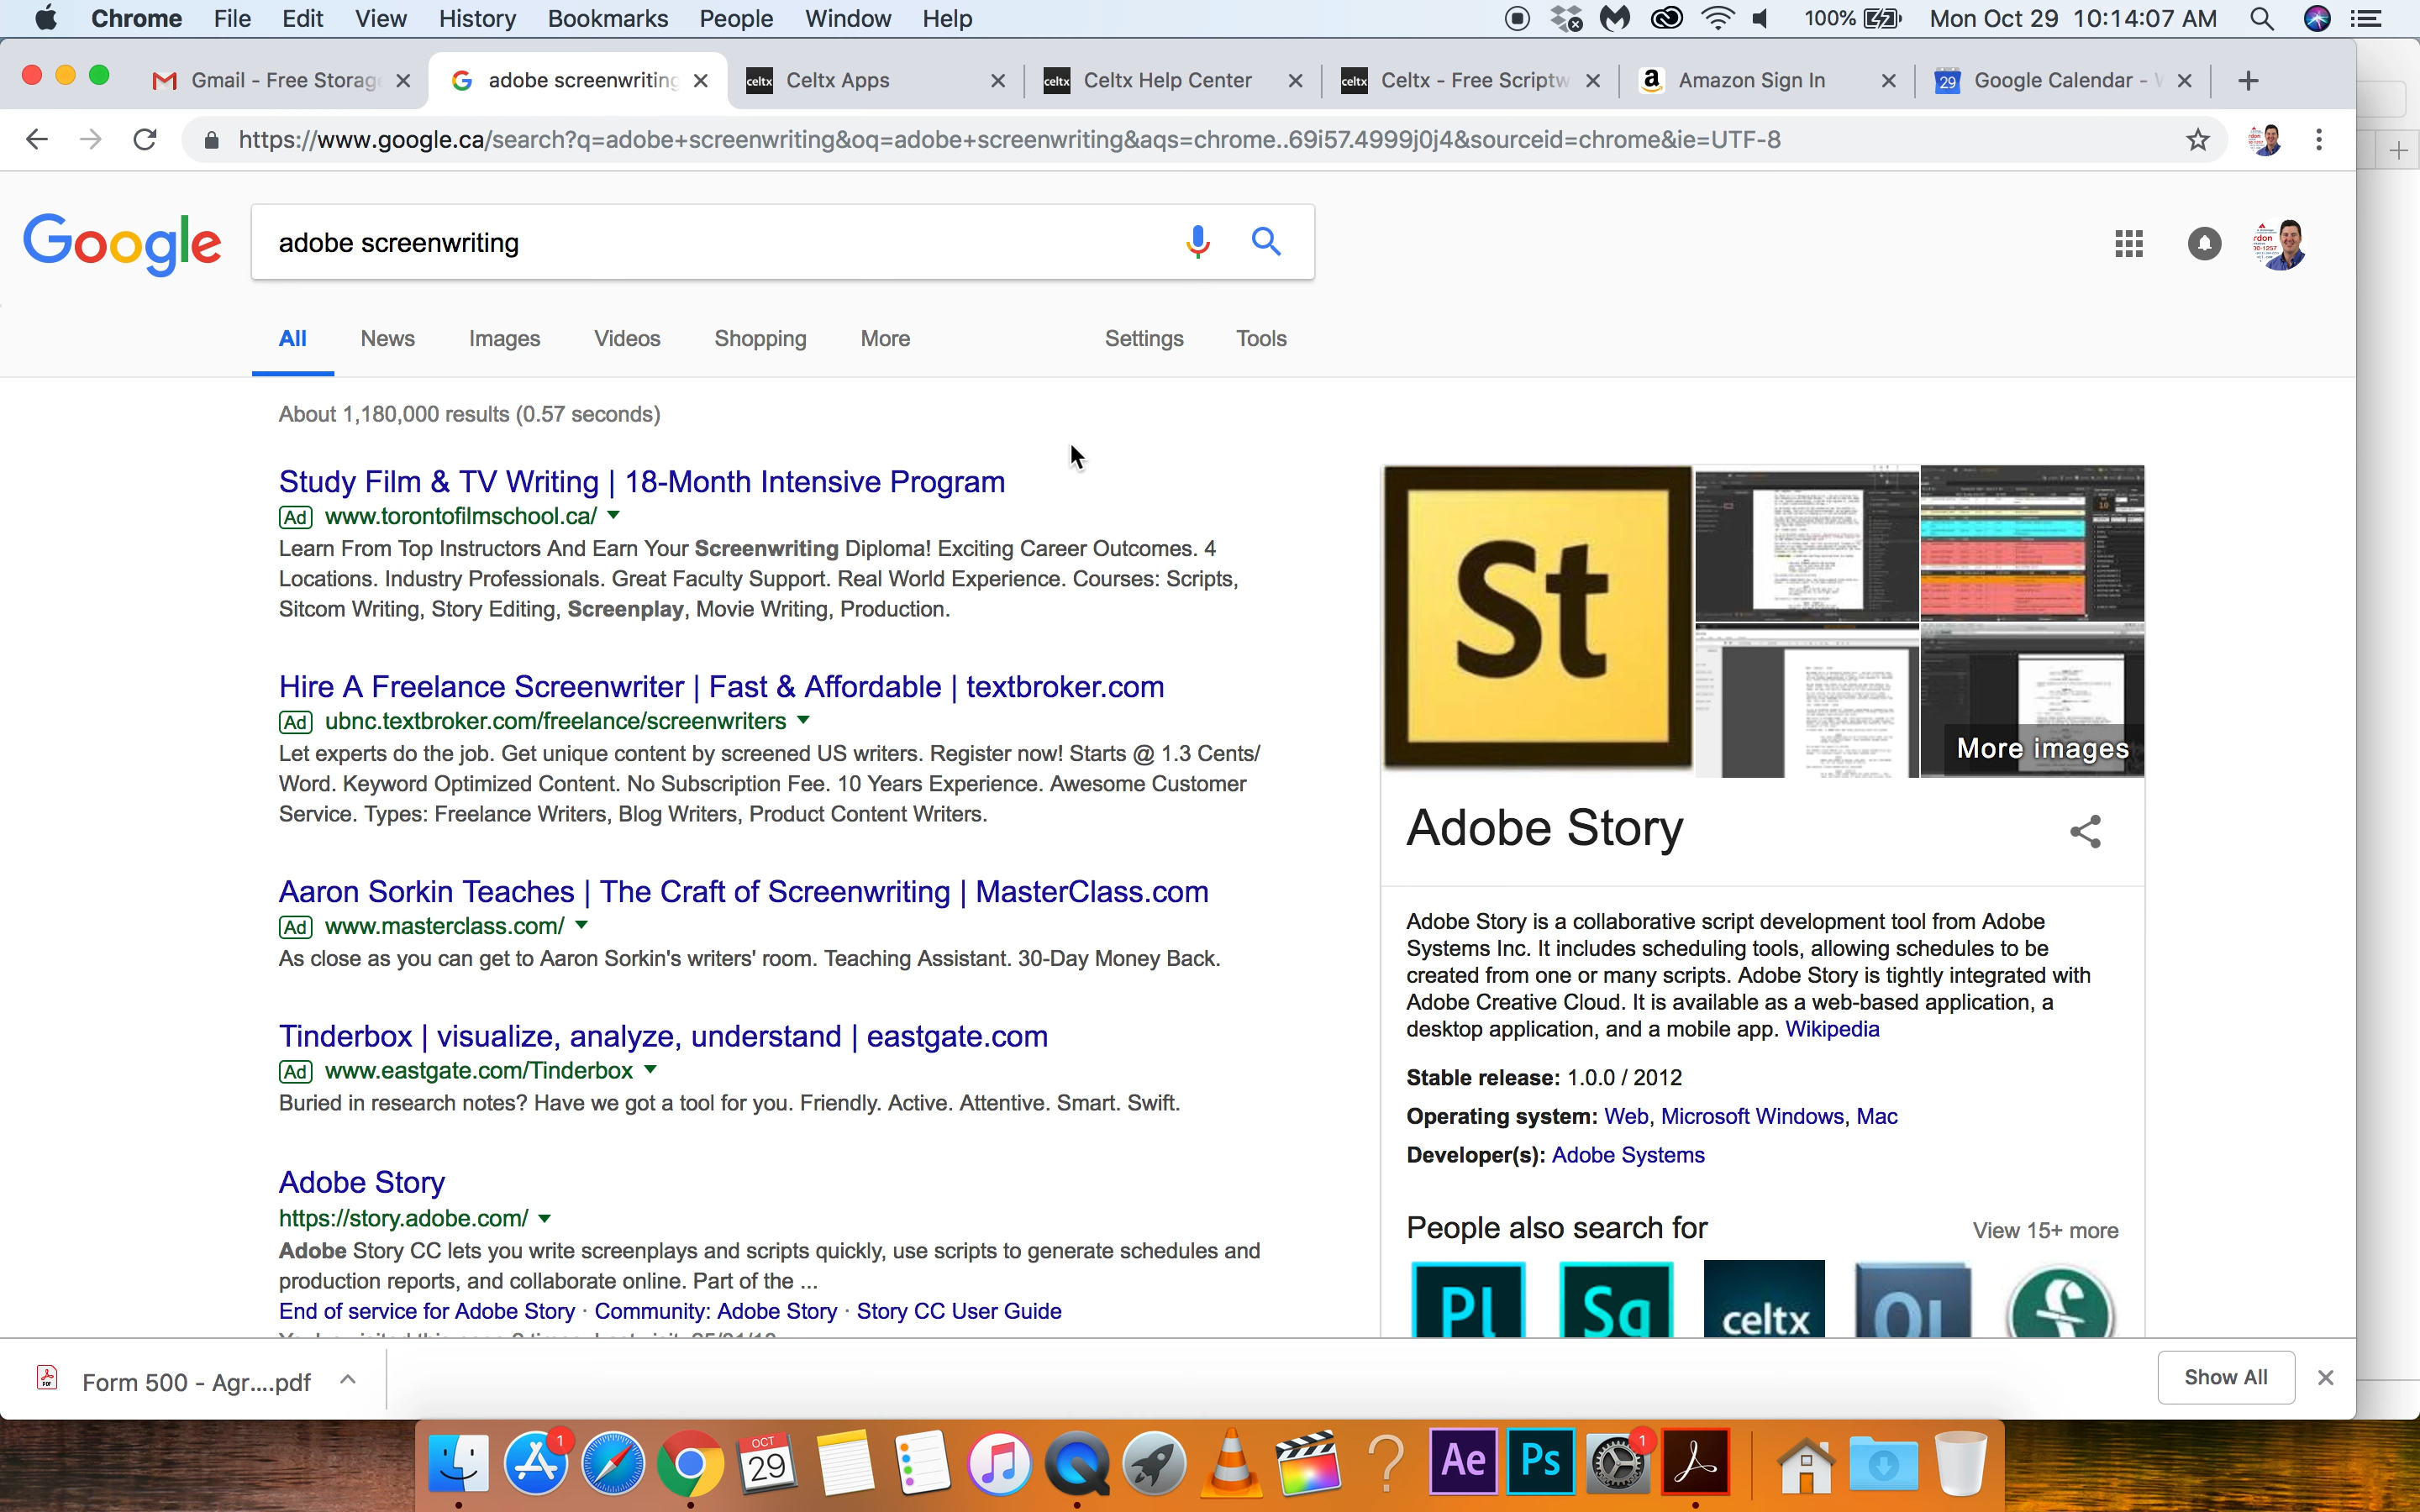 Chrome File Edit View History Bookmarks People Window Help 100% Mon Oct 29 10:14:07 AM
Gmail - Free Storag adobe screenwriting celtx Celtx Apps celtx Celtx Help Center celtx Celtx - Free Scriptw Amazon Sign In 29 Google Calendar -
https://www.google.ca/search?q=adobe+screenwriting&oq=adobe+screenwriting&aqs=chrome..69i57.4999j0j4&sourceid=chrome&ie=UTF-8
Google adobe screenwriting
All News Images Videos Shopping More Settings Tools
About 1,180,000 results (0.57 seconds)
Study Film & TV Writing | 18-Month Intensive Program
Ad www.torontofilmschool.ca/
Learn From Top Instructors And Earn Your Screenwriting Diploma! Exciting Career Outcomes. 4
Locations. Industry Professionals. Great Faculty Support. Real World Experience. Courses: Scripts,
Sitcom Writing, Story Editing, Screenplay, Movie Writing, Production.
Hire A Freelance Screenwriter | Fast & Affordable | textbroker.com
Ad ubnc.textbroker.com/freelance/screenwriters
Let experts do the job. Get unique content by screened US writers. Register now! Starts @ 1.3 Cents/
Word. Keyword Optimized Content. No Subscription Fee. 10 Years Experience. Awesome Customer
Service. Types: Freelance Writers, Blog Writers, Product Content Writers.
Aaron Sorkin Teaches | The Craft of Screenwriting | MasterClass.com
Ad www.masterclass.com/
As close as you can get to Aaron Sorkin's writers' room. Teaching Assistant. 30-Day Money Back.
Tinderbox | visualize, analyze, understand | eastgate.com
Ad www.eastgate.com/Tinderbox
Buried in research notes? Have we got a tool for you. Friendly. Active. Attentive. Smart. Swift.
Adobe Story
https://story.adobe.com/
Adobe Story CC lets you write screenplays and scripts quickly, use scripts to generate schedules and
production reports, and collaborate online. Part of the ...
End of service for Adobe Story · Community: Adobe Story · Story CC User Guide
St
More images
Adobe Story
Adobe Story is a collaborative script development tool from Adobe
Systems Inc. It includes scheduling tools, allowing schedules to be
created from one or many scripts. Adobe Story is tightly integrated with
Adobe Creative Cloud. It is available as a web-based application, a
desktop application, and a mobile app. Wikipedia
Stable release: 1.0.0 / 2012
Operating system: Web, Microsoft Windows, Mac
Developer(s): Adobe Systems
People also search for View 15+ more
Pl Sg celtx
Form 500 - Agr....pdf Show All
1 OCT 29 Ae Ps 1